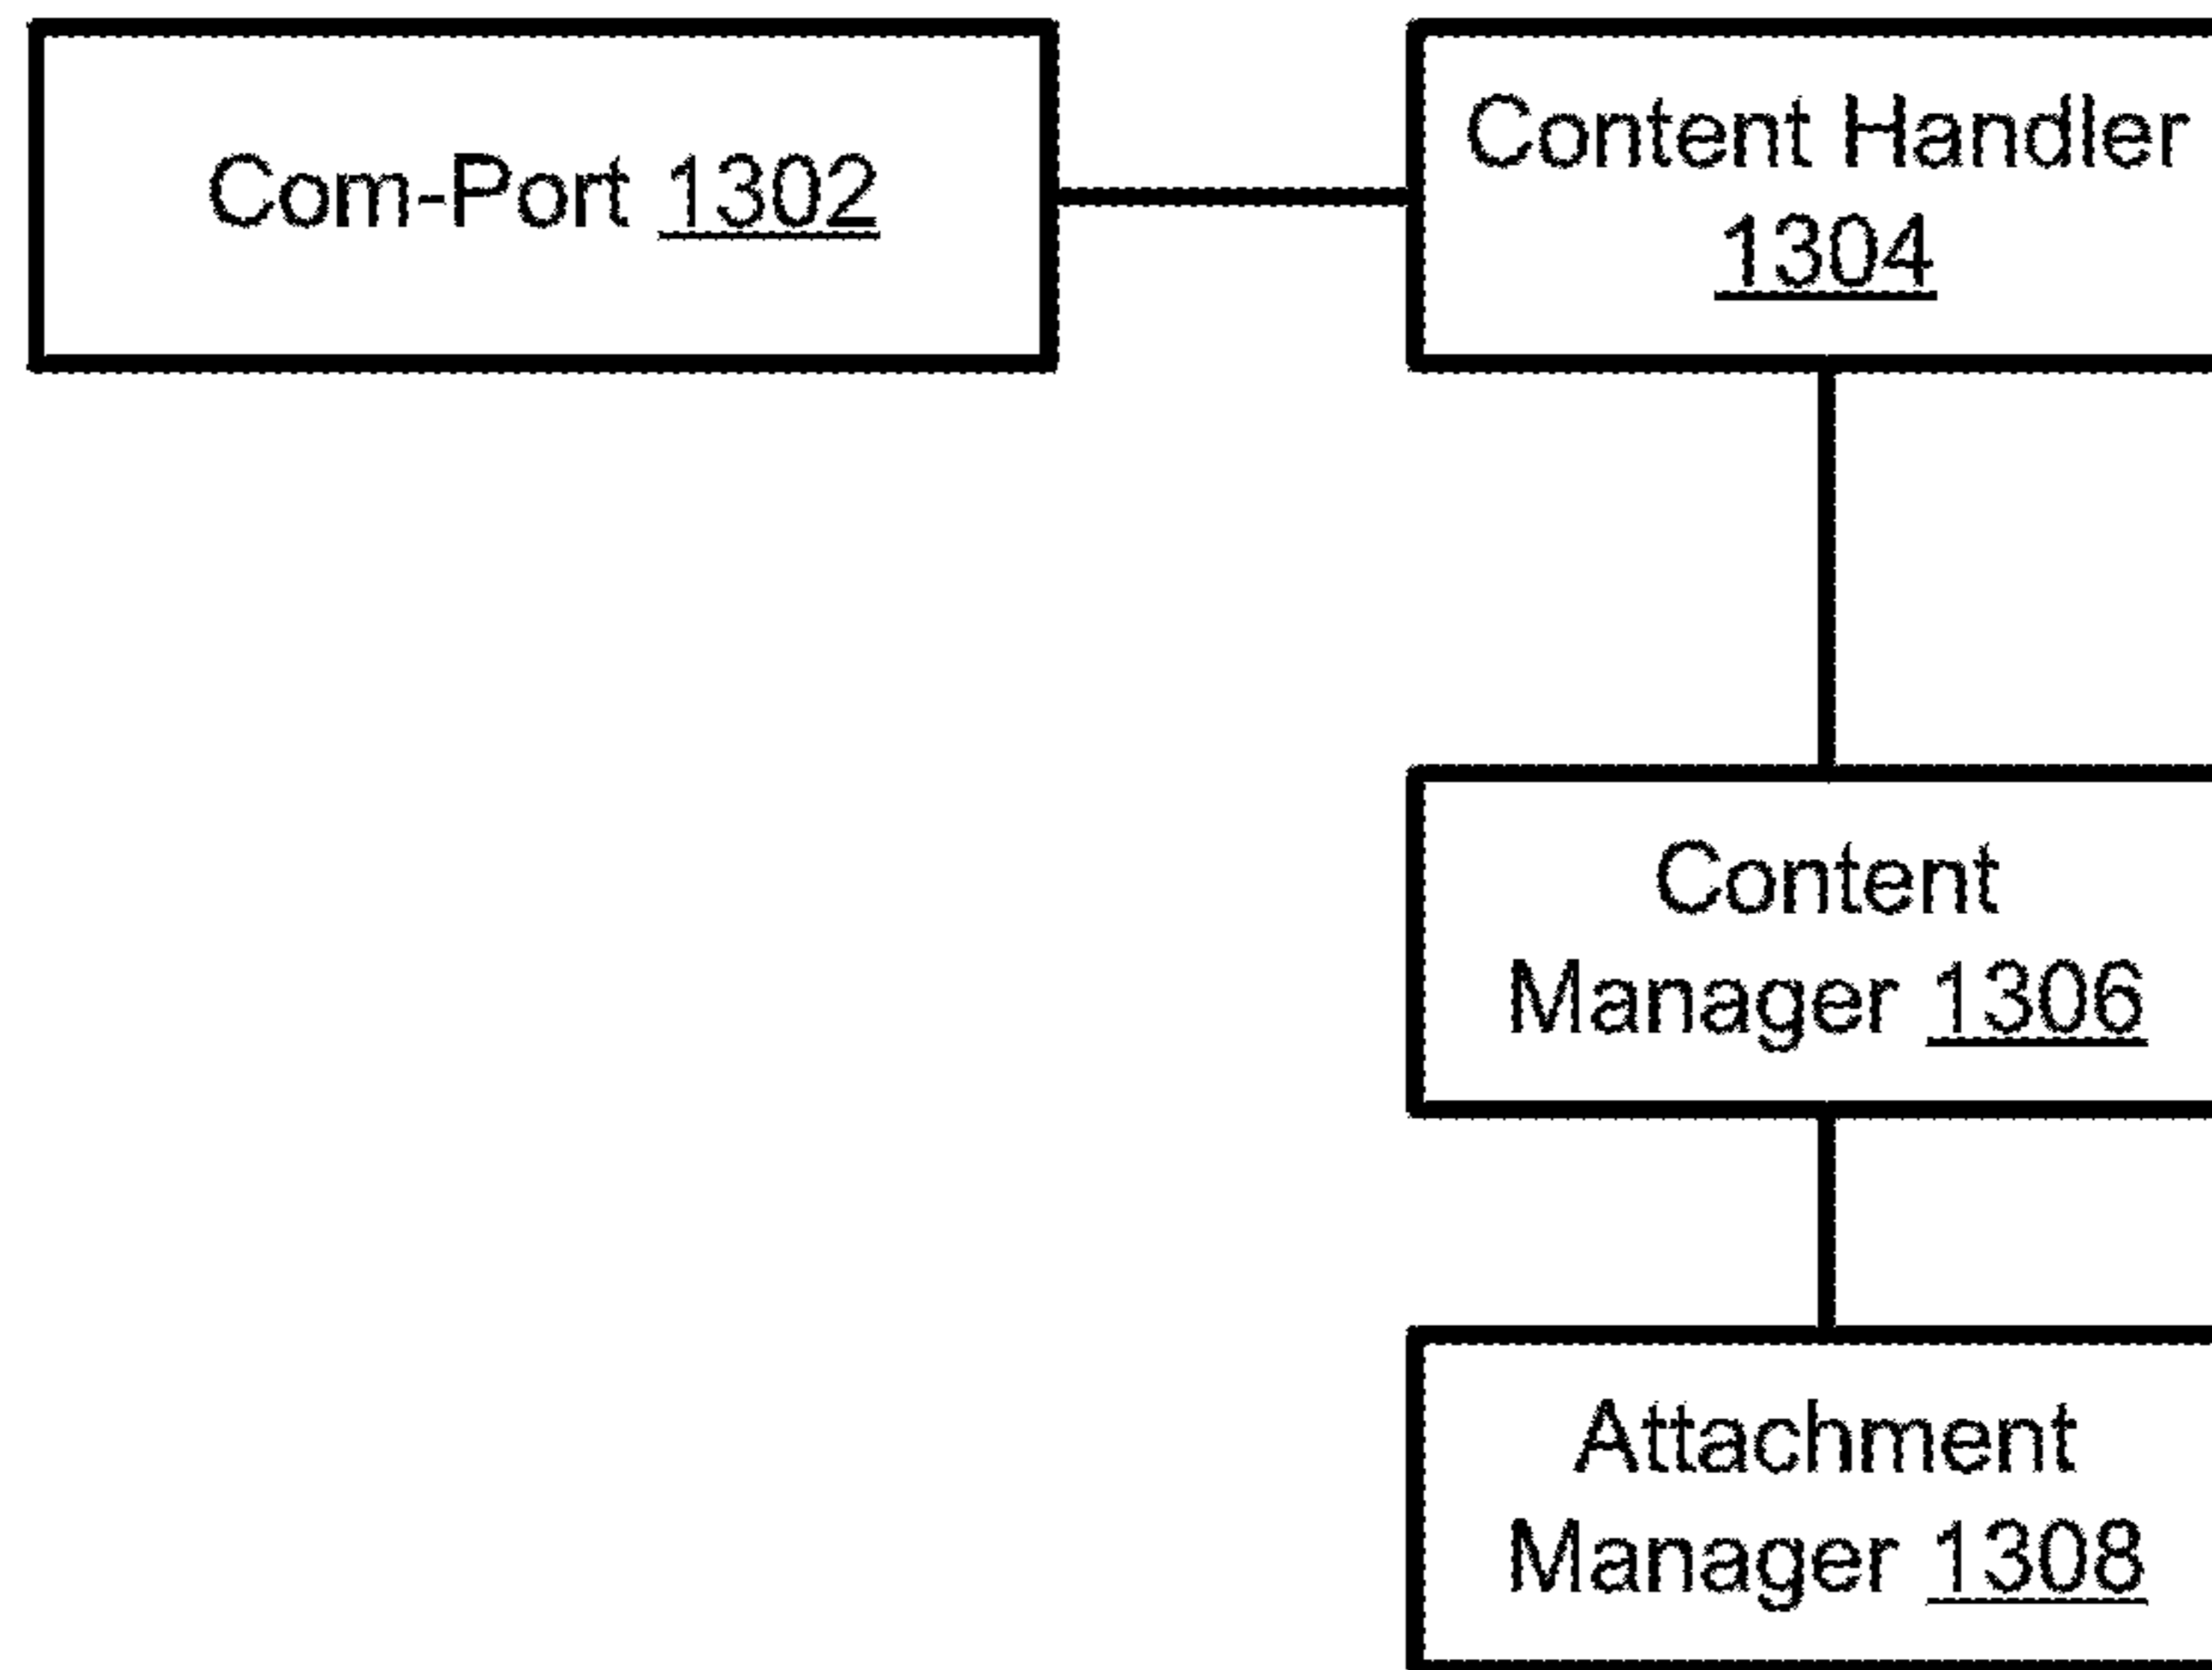 Com-Port 1302
Content Handler
1304
Content
Manager 1306
Attachment
Manager 1308